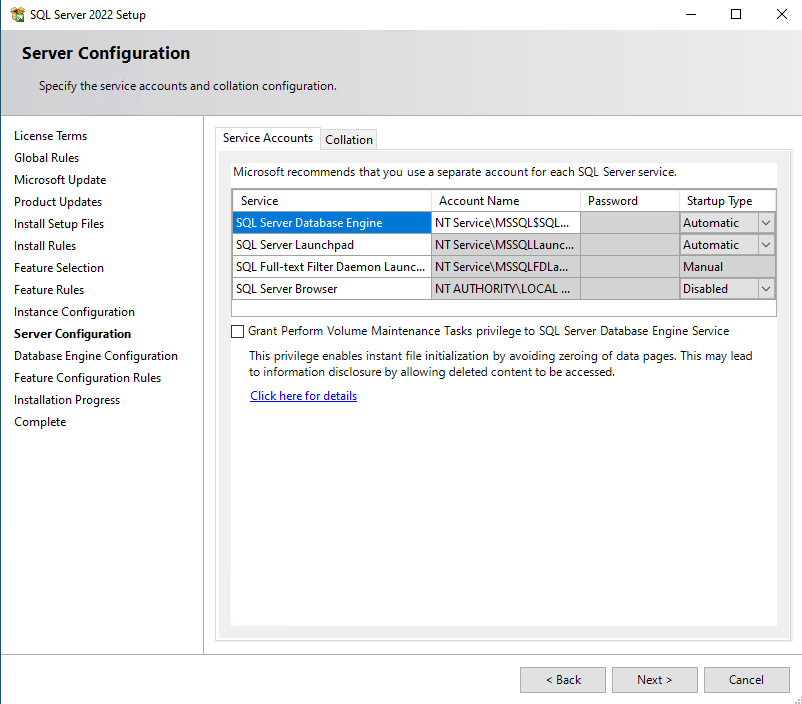 SQL Server 2022 Setup
Server Configuration
Specify the service accounts and collation configuration.
License Terms
Global Rules
Microsoft Update
Product Updates
Install Setup Files
Install Rules
Feature Selection
Feature Rules
Instance Configuration
Server Configuration
Database Engine Configuration
Feature Configuration Rules
Installation Progress
Complete
Service Accounts Collation
Microsoft recommends that you use a separate account for each SQL Server service.
Service Account Name Password Startup Type
SQL Server Database Engine NT Service\MSSQL$SQL... Automatic
SQL Server Launchpad NT Service\MSSQLLaunc... Automatic
SQL Full-text Filter Daemon Launc... NT Service\MSSQLFDLa... Manual
SQL Server Browser NT AUTHORITY\LOCAL ... Disabled
Grant Perform Volume Maintenance Tasks privilege to SQL Server Database Engine Service
This privilege enables instant file initialization by avoiding zeroing of data pages. This may lead
to information disclosure by allowing deleted content to be accessed.
Click here for details
< Back Next > Cancel